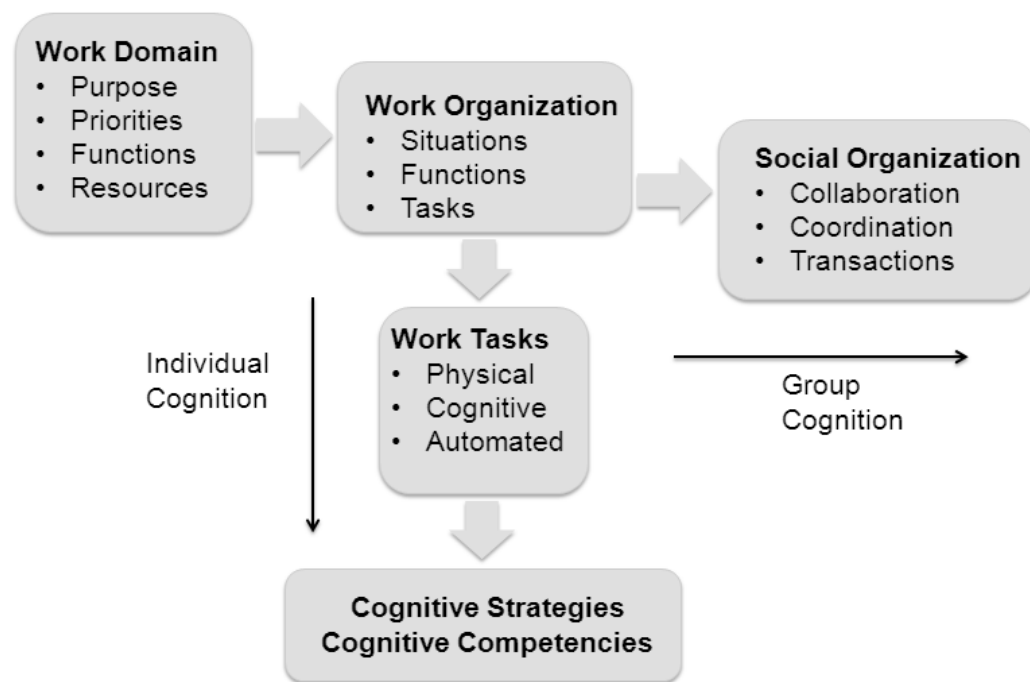 Work Domain
• Purpose
• Priorities
• Functions
• Resources
Work Organization
• Situations
• Functions
• Tasks
Social Organization
• Collaboration
• Coordination
• Transactions
Individual
Cognition
Work Tasks
• Physical
• Cognitive
• Automated
Group
Cognition
Cognitive Strategies
Cognitive Competencies